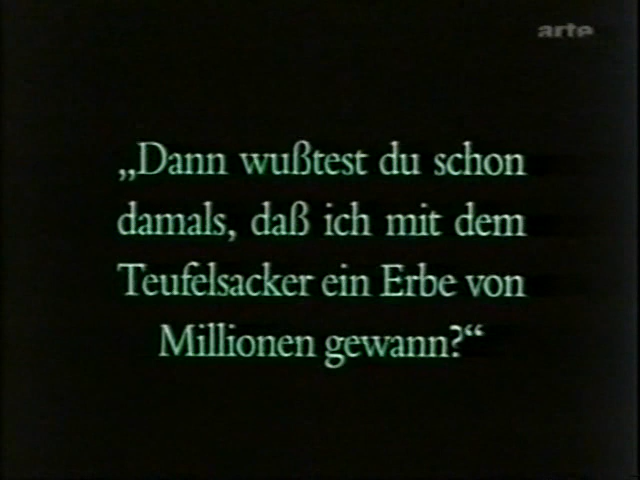 arte
„Dann wußtest du schon
damals, daß ich mit dem
Teufelsacker ein Erbe von
Millionen gewann?“